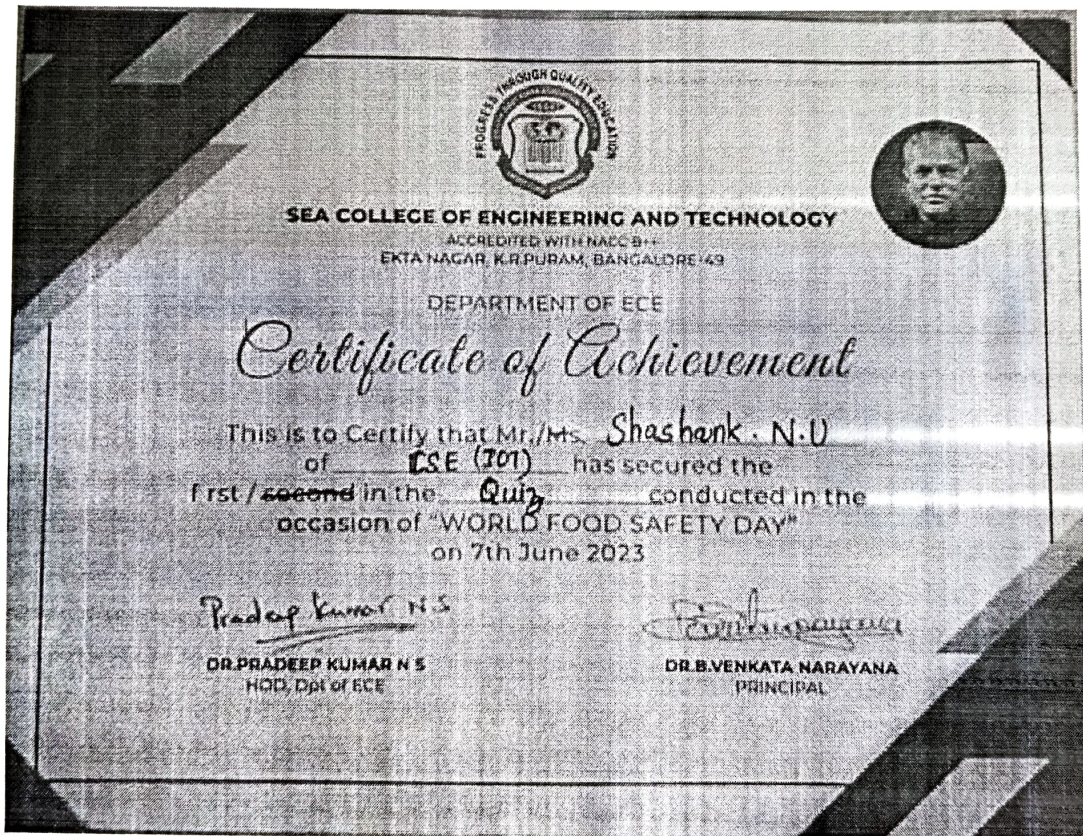 PROGRESS THROUGH QUALITY EDUCATION
SEA COLLEGE OF ENGINEERING AND TECHNOLOGY
ACCREDITED WITH NACC B++
EKTA NAGAR, K.R.PURAM, BANGALORE-49
DEPARTMENT OF ECE
Certificate of Achievement
This is to Certify that Mr./Ms. Shashank. N.U
of CSE (IOT) has secured the
first / second in the Quiz conducted in the
occasion of "WORLD FOOD SAFETY DAY"
on 7th June 2023
Pradeep Kumar N.S
DR.PRADEEP KUMAR N S
HOD, Dpt of ECE
DR.B.VENKATA NARAYANA
PRINCIPAL